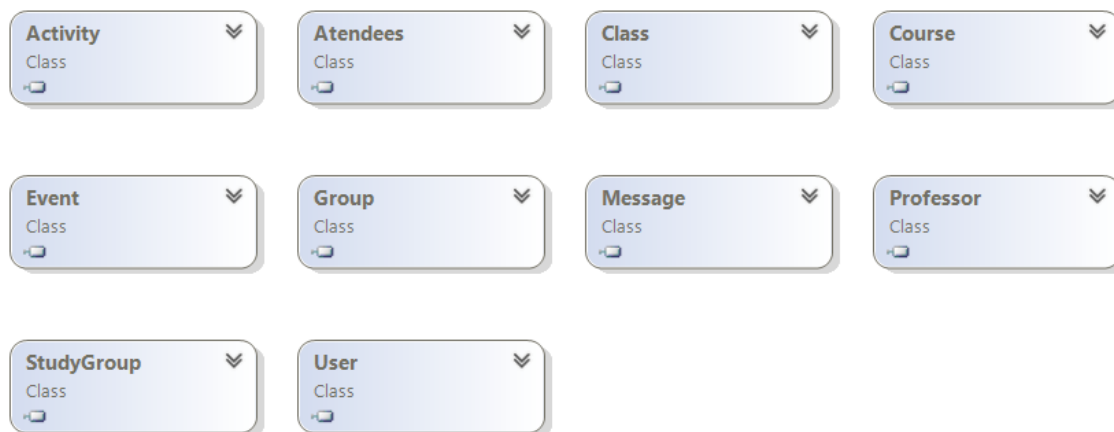 Activity
Class
Atendees
Class
Class
Class
Course
Class
Event
Class
Group
Class
Message
Class
Professor
Class
StudyGroup
Class
User
Class